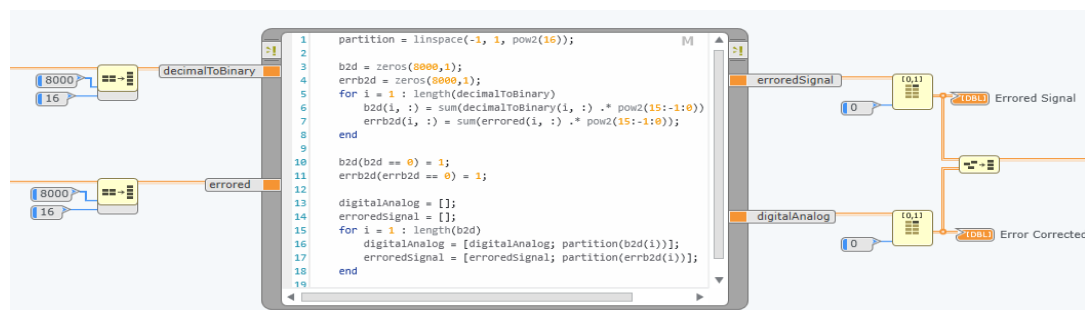 1 partition = linspace(-1, 1, pow2(16)); M
2
3 b2d = zeros(8000,1);
4 errb2d = zeros(8000,1);
5 for i = 1 : length(decimalToBinary)
6 b2d(i, :) = sum(decimalToBinary(i, :) .* pow2(15:-1:0))
7 errb2d(i, :) = sum(errored(i, :) .* pow2(15:-1:0));
8 end
9
10 b2d(b2d == 0) = 1;
11 errb2d(errb2d == 0) = 1;
12
13 digitalAnalog = [];
14 erroredSignal = [];
15 for i = 1 : length(b2d)
16 digitalAnalog = [digitalAnalog; partition(b2d(i))];
17 erroredSignal = [erroredSignal; partition(errb2d(i))];
18 end
19
decimalToBinary
8000
16
errored
8000
16
erroredSignal
[0,1]
0
[DBL] Errored Signal
digitalAnalog
[0,1]
0
[DBL] Error Corrected